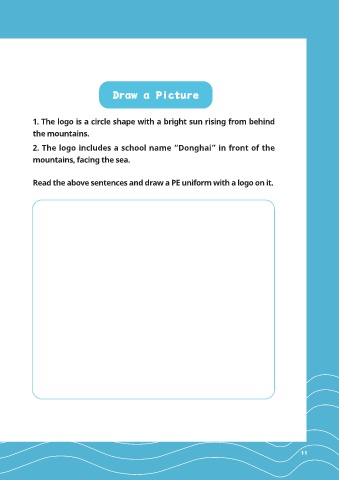 Draw a Picture
1. The logo is a circle shape with a bright sun rising from behind
the mountains.
2. The logo includes a school name “Donghai” in front of the
mountains, facing the sea.
Read the above sentences and draw a PE uniform with a logo on it.
11